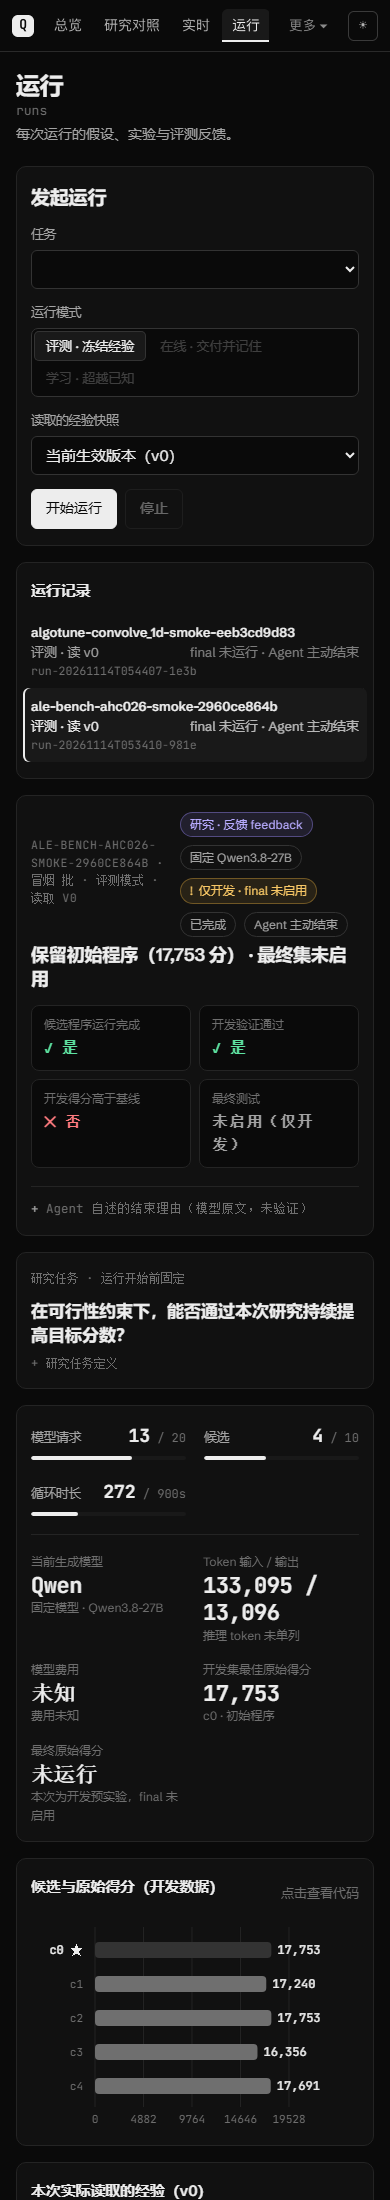 Q 总览 研究对照 实时 运行 更多
运行
runs
每次运行的假设、实验与评测反馈。
发起运行
任务
运行模式
评测 · 冻结经验 在线 · 交付并记住
学习 · 超越已知
读取的经验快照
当前生效版本（v0）
开始运行 停止
运行记录
algotune-convolve_1d-smoke-eeb3cd9d83
评测 · 读 v0 final 未运行 · Agent 主动结束
run-20261114T054407-1e3b
ale-bench-ahc026-smoke-2960ce864b
评测 · 读 v0 final 未运行 · Agent 主动结束
run-20261114T053410-981e
ALE-BENCH-AHC026-
SMOKE-2960CE864B ·
冒烟 批 · 评测模式 ·
读取 V0
研究 · 反馈 feedback
固定 Qwen3.8-27B
! 仅开发 · final 未启用
已完成 Agent 主动结束
保留初始程序（17,753 分） · 最终集未启
用
候选程序运行完成
✓ 是
开发验证通过
✓ 是
开发得分高于基线
✕ 否
最终测试
未启用（仅开
发）
+ Agent 自述的结束理由（模型原文，未验证）
研究任务 · 运行开始前固定
在可行性约束下，能否通过本次研究持续提
高目标分数？
+ 研究任务定义
模型请求 13 / 20
候选 4 / 10
循环时长 272 / 900s
当前生成模型
Qwen
固定模型 · Qwen3.8-27B
Token 输入 / 输出
133,095 /
13,096
推理 token 未单列
模型费用
未知
费用未知
开发集最佳原始得分
17,753
c0 · 初始程序
最终原始得分
未运行
本次为开发预实验，final 未
启用
候选与原始得分（开发数据） 点击查看代码
c0 ★ 17,753
c1 17,240
c2 17,753
c3 16,356
c4 17,691
0 4882 9764 14646 19528
本次实际读取的经验（v0）